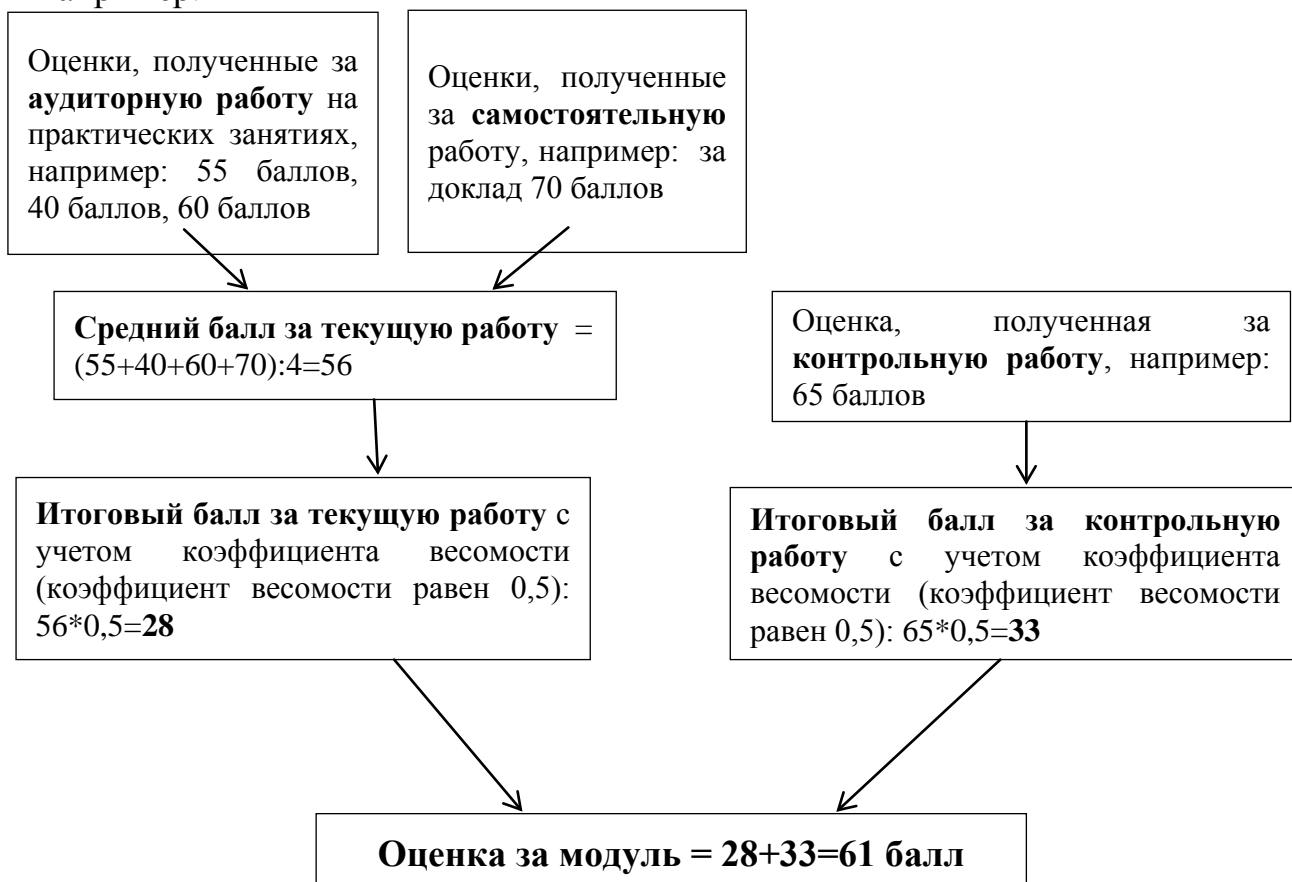 Оценки, полученные за
аудиторную работу на
практических занятиях,
например: 55 баллов,
40 баллов, 60 баллов
Оценки, полученные
за самостоятельную
работу, например: за
доклад 70 баллов
Средний балл за текущую работу =
(55+40+60+70):4=56
Оценка, полученная за
контрольную работу, например:
65 баллов
Итоговый балл за текущую работу с
учетом коэффициента весомости
(коэффициент весомости равен 0,5):
56*0,5=28
Итоговый балл за контрольную
работу с учетом коэффициента
весомости (коэффициент весомости
равен 0,5): 65*0,5=33
Оценка за модуль = 28+33=61 балл